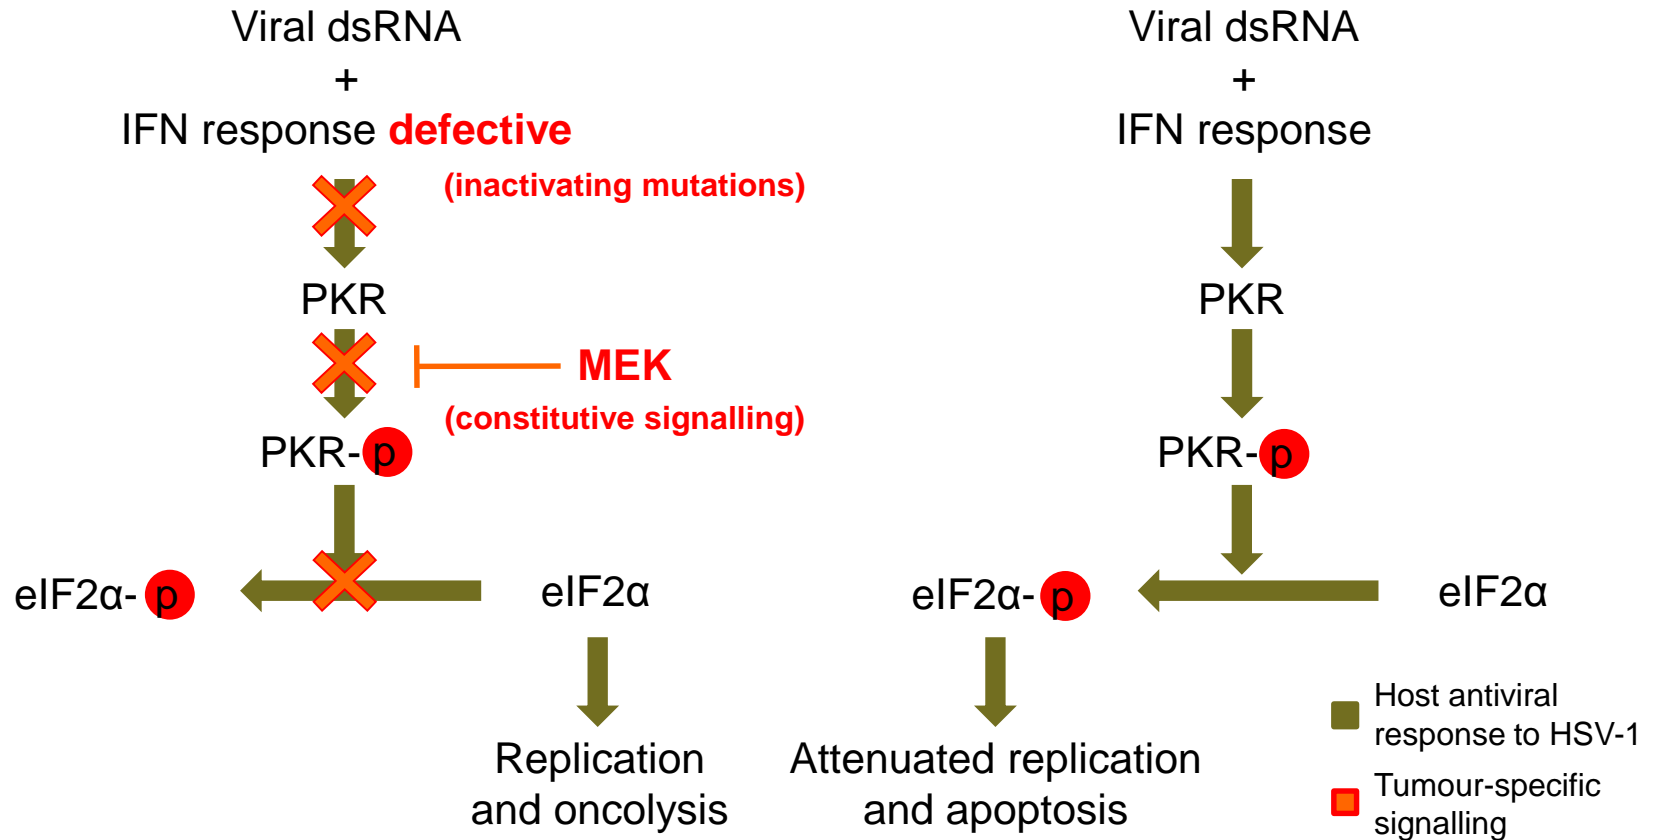 Viral dsRNA
+
IFN response defective
(inactivating mutations)
PKR
MEK
(constitutive signalling)
PKR- p
eIF2α- p
eIF2α
Replication
and oncolysis
Viral dsRNA
+
IFN response
PKR
PKR- p
eIF2α- p
eIF2α
Attenuated replication
and apoptosis
Host antiviral
response to HSV-1
Tumour-specific
signalling